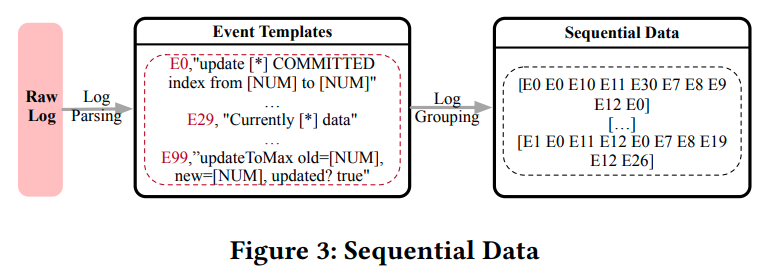 Raw
Log
Log
Parsing
Event Templates
E0,"update [*] COMMITTED
index from [NUM] to [NUM]"
...
E29, "Currently [*] data"
...
E99,”updateToMax old=[NUM],
new=[NUM], updated? true"
Log
Grouping
Sequential Data
[E0 E0 E10 E11 E30 E7 E8 E9
E12 E0]
[...]
[E1 E0 E11 E12 E0 E7 E8 E19
E12 E26]
Figure 3: Sequential Data